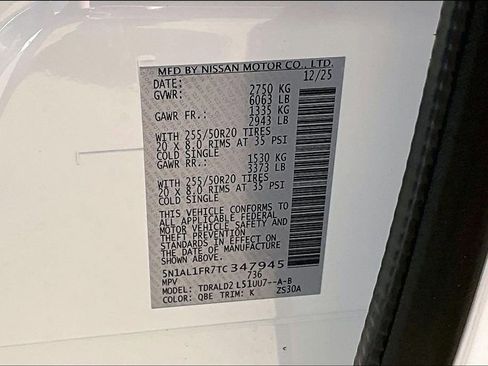 MFD BY NISSAN MOTOR CO., LTD.
DATE: 12/25
GVWR: 2750 KG
6063 LB
GAWR FR.: 1335 KG
2943 LB
WITH 255/50R20 TIRES
20 X 8.0 RIMS AT 35 PSI
COLD SINGLE
GAWR RR.: 1530 KG
3373 LB
WITH 255/50R20 TIRES
20 X 8.0 RIMS AT 35 PSI
COLD SINGLE
THIS VEHICLE CONFORMS TO
ALL APPLICABLE FEDERAL
MOTOR VEHICLE SAFETY AND
THEFT PREVENTION
STANDARDS IN EFFECT ON
THE DATE OF MANUFACTURE
SHOWN ABOVE.
5N1AL1FR7TC347945
MPV 736
MODEL: TDRALD2 L51UU7--A-B
COLOR: QBE TRIM: K ZS30A